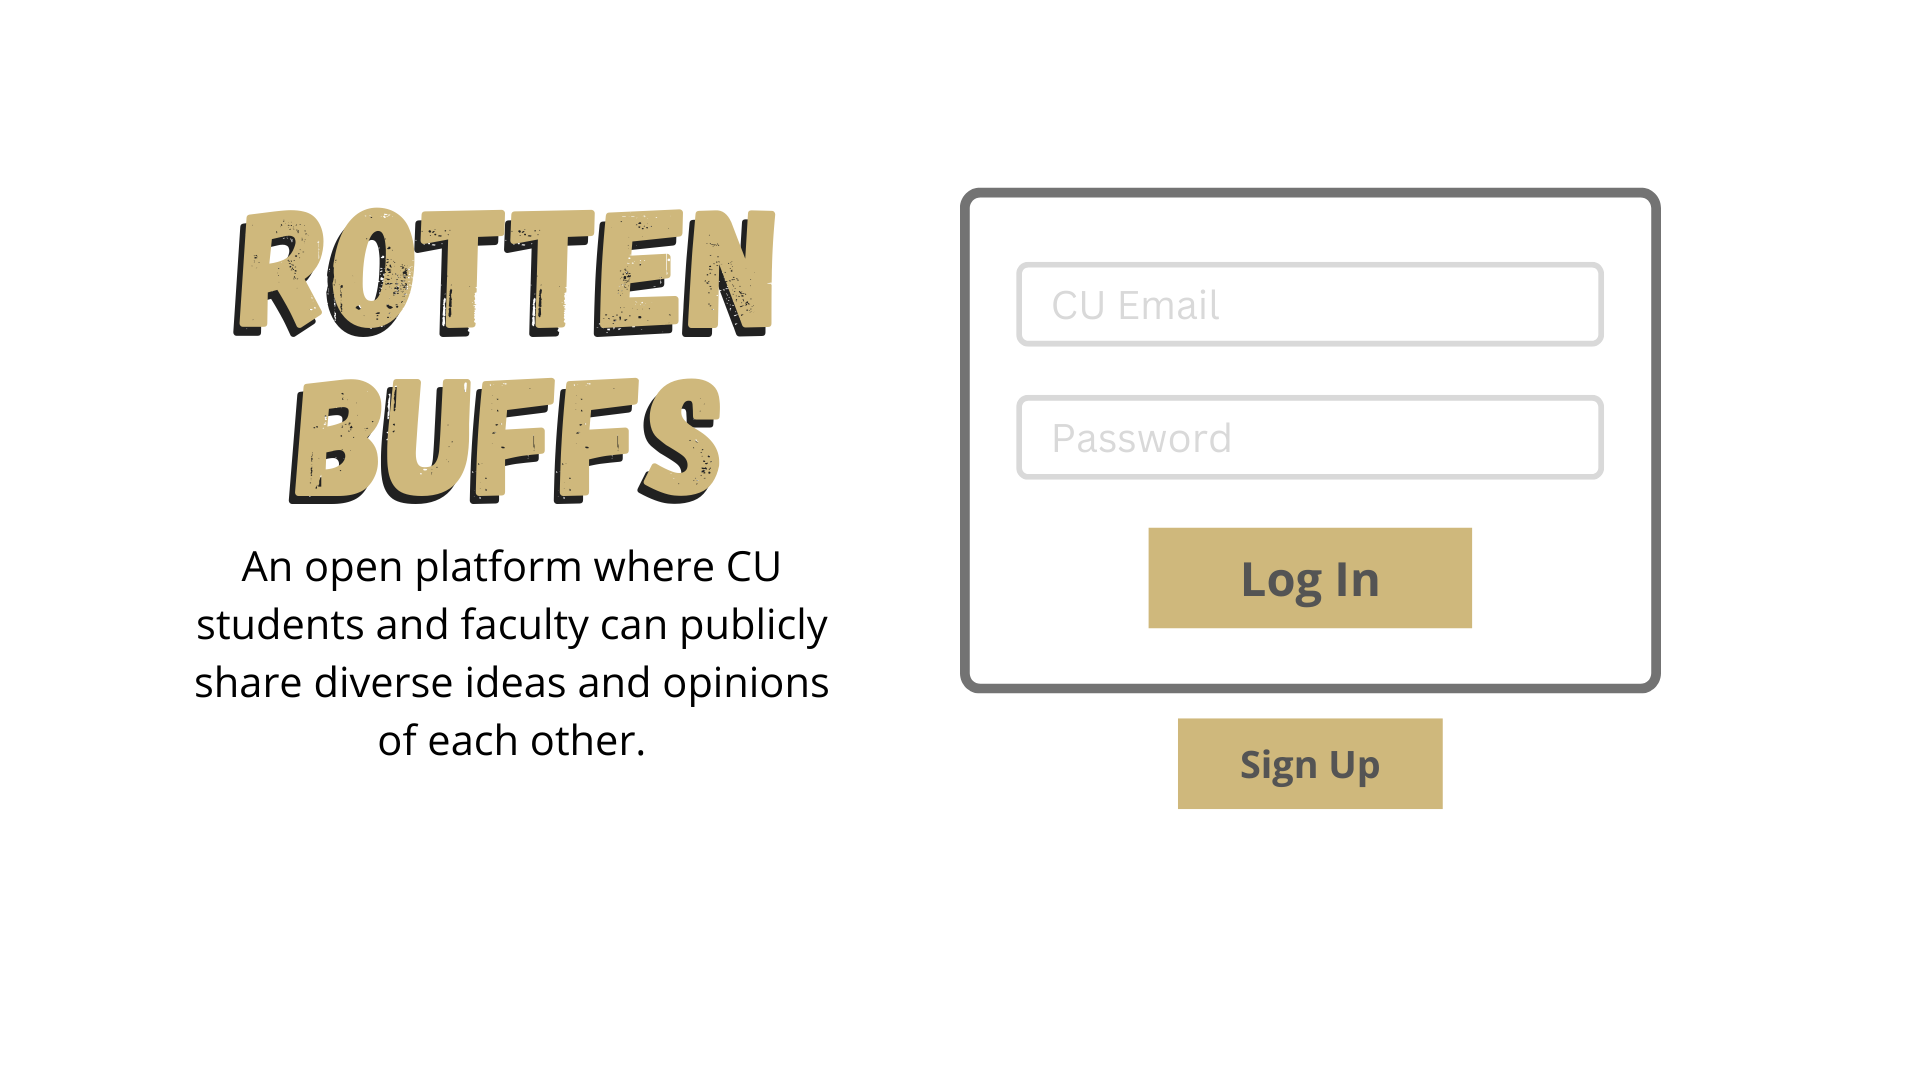 ROTTEN
BUFFS
An open platform where CU
students and faculty can publicly
share diverse ideas and opinions
of each other.
CU Email
Password
Log In
Sign Up